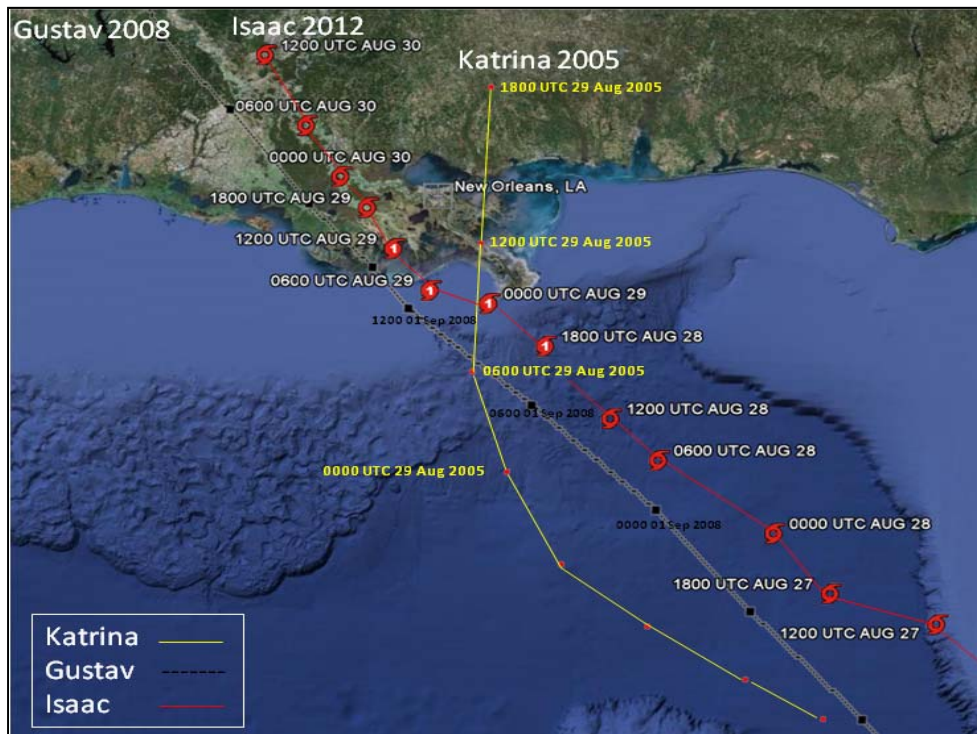 Gustav 2008
Isaac 2012
1200 UTC AUG 30
Katrina 2005
1800 UTC 29 Aug 2005
0600 UTC AUG 30
0000 UTC AUG 30
New Orleans, LA
1800 UTC AUG 29
1200 UTC AUG 29
1200 UTC 29 Aug 2005
0600 UTC AUG 29
1
1
1
0000 UTC AUG 29
1200 01 Sep 2008
1
1800 UTC AUG 28
0600 UTC 29 Aug 2005
0600 01 Sep 2008
1200 UTC AUG 28
0600 UTC AUG 28
0000 UTC 29 Aug 2005
0000 01 Sep 2008
0000 UTC AUG 28
1800 UTC AUG 27
1200 UTC AUG 27
Katrina
Gustav
Isaac